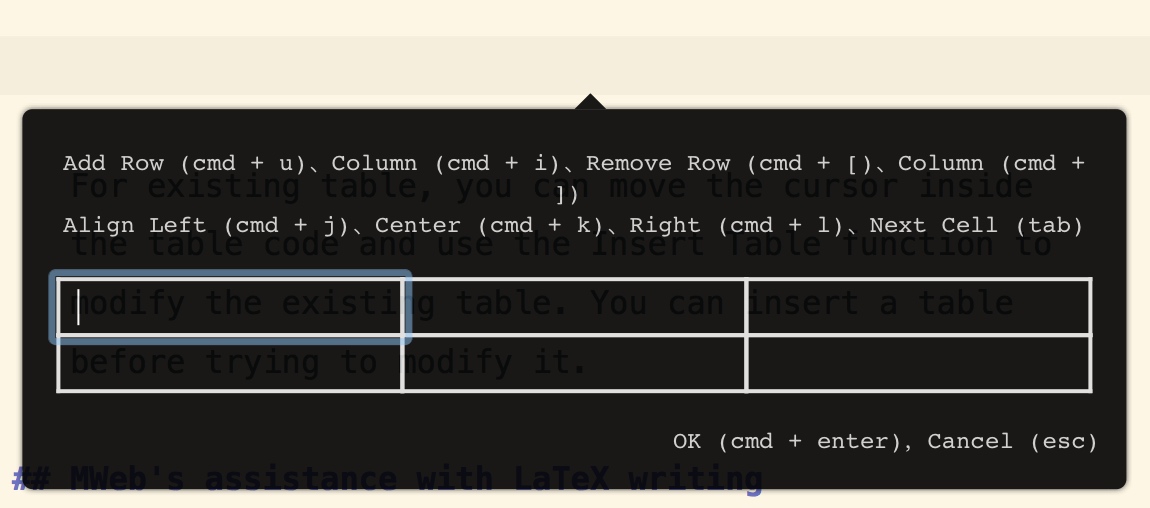 Add Row (cmd + u)、Column (cmd + i)、Remove Row (cmd + [)、Column (cmd +
])
For existing table, you can move the cursor inside
Align Left (cmd + j)、Center (cmd + k)、Right (cmd + l)、Next Cell (tab)
the table code and use the Insert Table function to
modify the existing table. You can insert a table
before trying to modify it.
OK (cmd + enter), Cancel (esc)
## MWeb's assistance with LaTeX writing